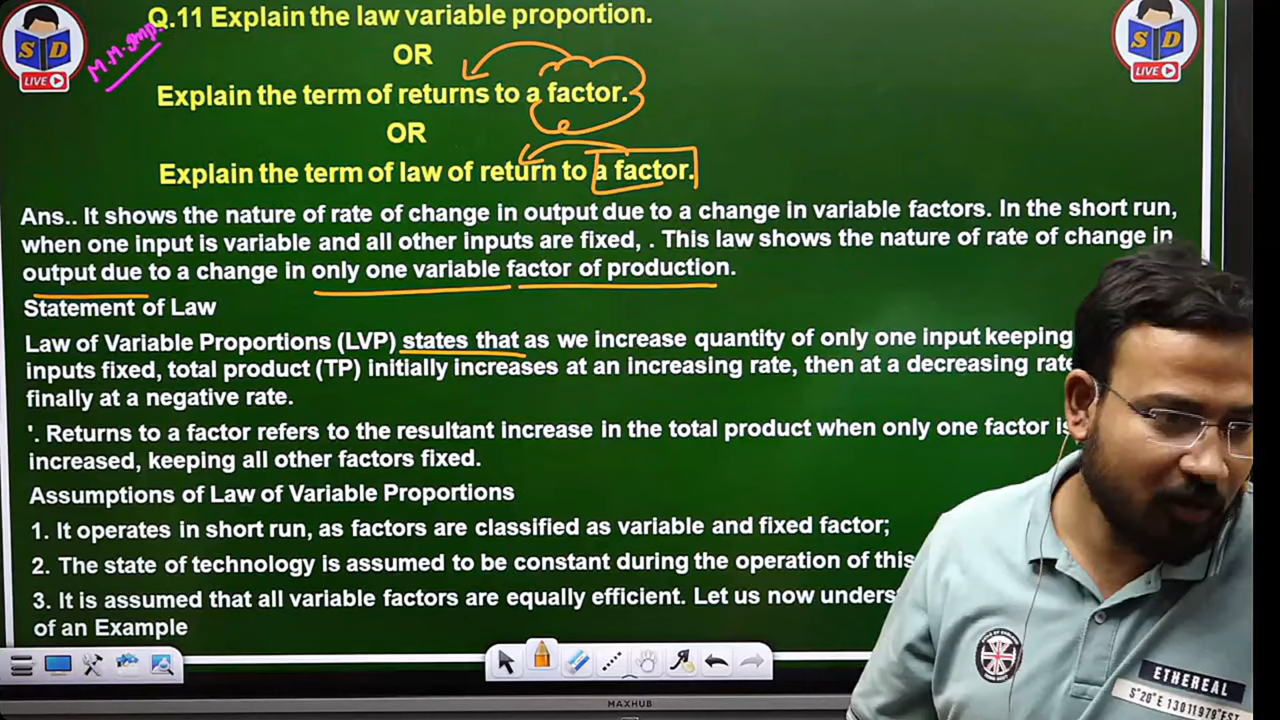 Q.11 Explain the law variable proportion.
M.M.Imp.
OR
Explain the term of returns to a factor.
OR
Explain the term of law of return to a factor.
Ans.. It shows the nature of rate of change in output due to a change in variable factors. In the short run,
when one input is variable and all other inputs are fixed, . This law shows the nature of rate of change in
output due to a change in only one variable factor of production.
Statement of Law
Law of Variable Proportions (LVP) states that as we increase quantity of only one input keeping
inputs fixed, total product (TP) initially increases at an increasing rate, then at a decreasing rate
finally at a negative rate.
'. Returns to a factor refers to the resultant increase in the total product when only one factor is
increased, keeping all other factors fixed.
Assumptions of Law of Variable Proportions
1. It operates in short run, as factors are classified as variable and fixed factor;
2. The state of technology is assumed to be constant during the operation of this
3. It is assumed that all variable factors are equally efficient. Let us now
of an Example
S D
LIVE
S D
LIVE
MAXHUB
ETHEREAL